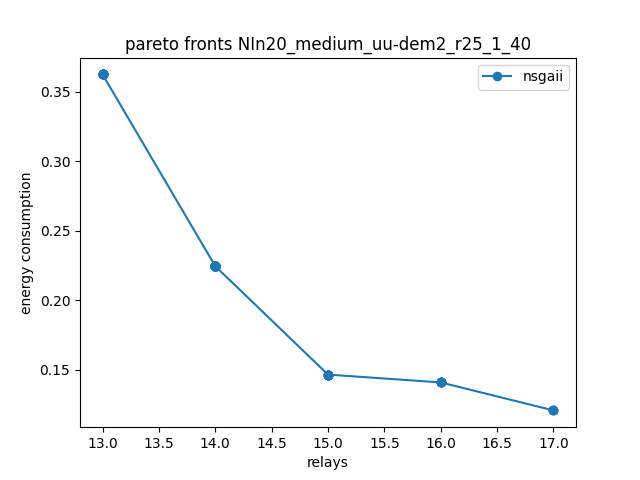 pareto fronts NIn20_medium_uu-dem2_r25_1_40
nsgaii
0.35
0.30
0.25
0.20
0.15
energy consumption
13.0 13.5 14.0 14.5 15.0 15.5 16.0 16.5 17.0
relays